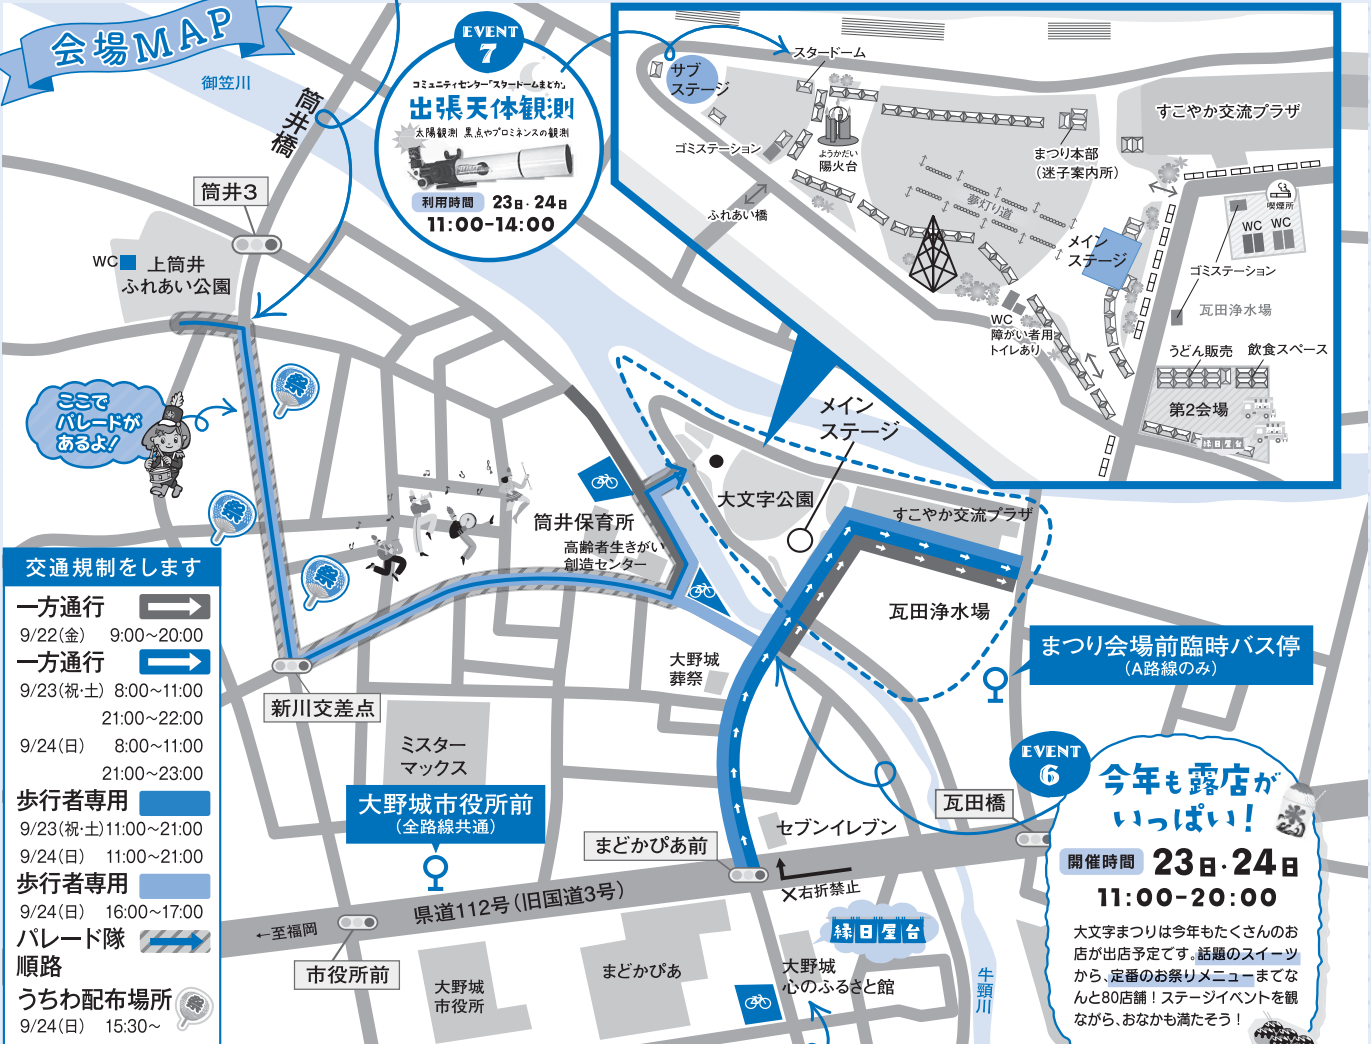 会場MAP
御笠川
筒井橋
筒井3
WC
上筒井
ふれあい公園
EVENT
7
コミュニティセンター「スタードームまどか」
出張天体観測
太陽観測 黒点やプロミネンスの観測
利用時間 23日・24日
11:00-14:00
サブ
ステージ
スタードーム
ゴミステーション
ようかだい
陽火台
ふれあい橋
まつり本部
(迷子案内所)
すこやか交流プラザ
夢灯り道
メイン
ステージ
喫煙所
WC
WC
ゴミステーション
瓦田浄水場
WC
障がい者用
トイレあり
うどん販売
飲食スペース
第2会場
縁日屋台
ここで
パレードが
あるよ!
祭
祭
祭
筒井保育所
高齢者生きがい
創造センター
メイン
ステージ
大文字公園
すこやか交流プラザ
瓦田浄水場
まつり会場前臨時バス停
(A路線のみ)
大野城
葬祭
新川交差点
ミスター
マックス
大野城市役所前
(全路線共通)
まどかぴあ前
セブンイレブン
瓦田橋
×右折禁止
県道112号(旧国道3号)
←至福岡
市役所前
大野城
市役所
まどかぴあ
縁日屋台
大野城
心のふるさと館
牛頸川
交通規制をします
一方通行
9/22(金) 9:00~20:00
一方通行
9/23(祝・土) 8:00~11:00
21:00~22:00
9/24(日) 8:00~11:00
21:00~23:00
歩行者専用
9/23(祝・土)11:00~21:00
9/24(日) 11:00~21:00
歩行者専用
9/24(日) 16:00~17:00
パレード隊
順路
うちわ配布場所
祭
9/24(日) 15:30~
EVENT
6
今年も露店が
いっぱい!
氷
開催時間 23日・24日
11:00-20:00
大文字まつりは今年もたくさんのお
店が出店予定です。話題のスイーツ
から、定番のお祭りメニューまでな
んと80店舗!ステージイベントを観
ながら、おなかも満たそう!